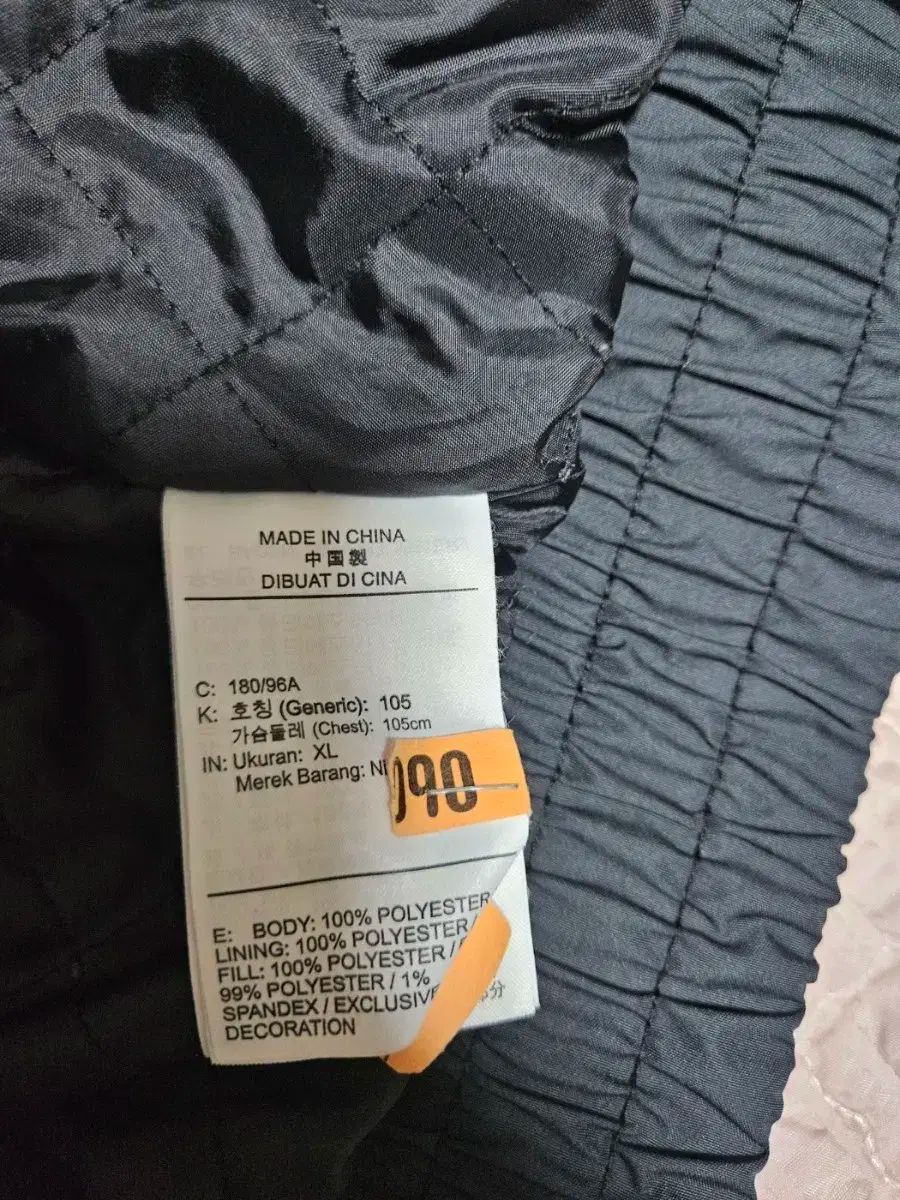 MADE IN CHINA
中国製
DIBUAT DI CINA
C: 180/96A
K: 호칭 (Generic): 105
가슴둘레 (Chest): 105cm
IN: Ukuran: XL
Merek Barang:
090
E: BODY: 100% POLYESTER
LINING: 100% POLYESTER /
FILL: 100% POLYESTER /
99% POLYESTER / 1%
SPANDEX / EXCLUSIVE
DECORATION